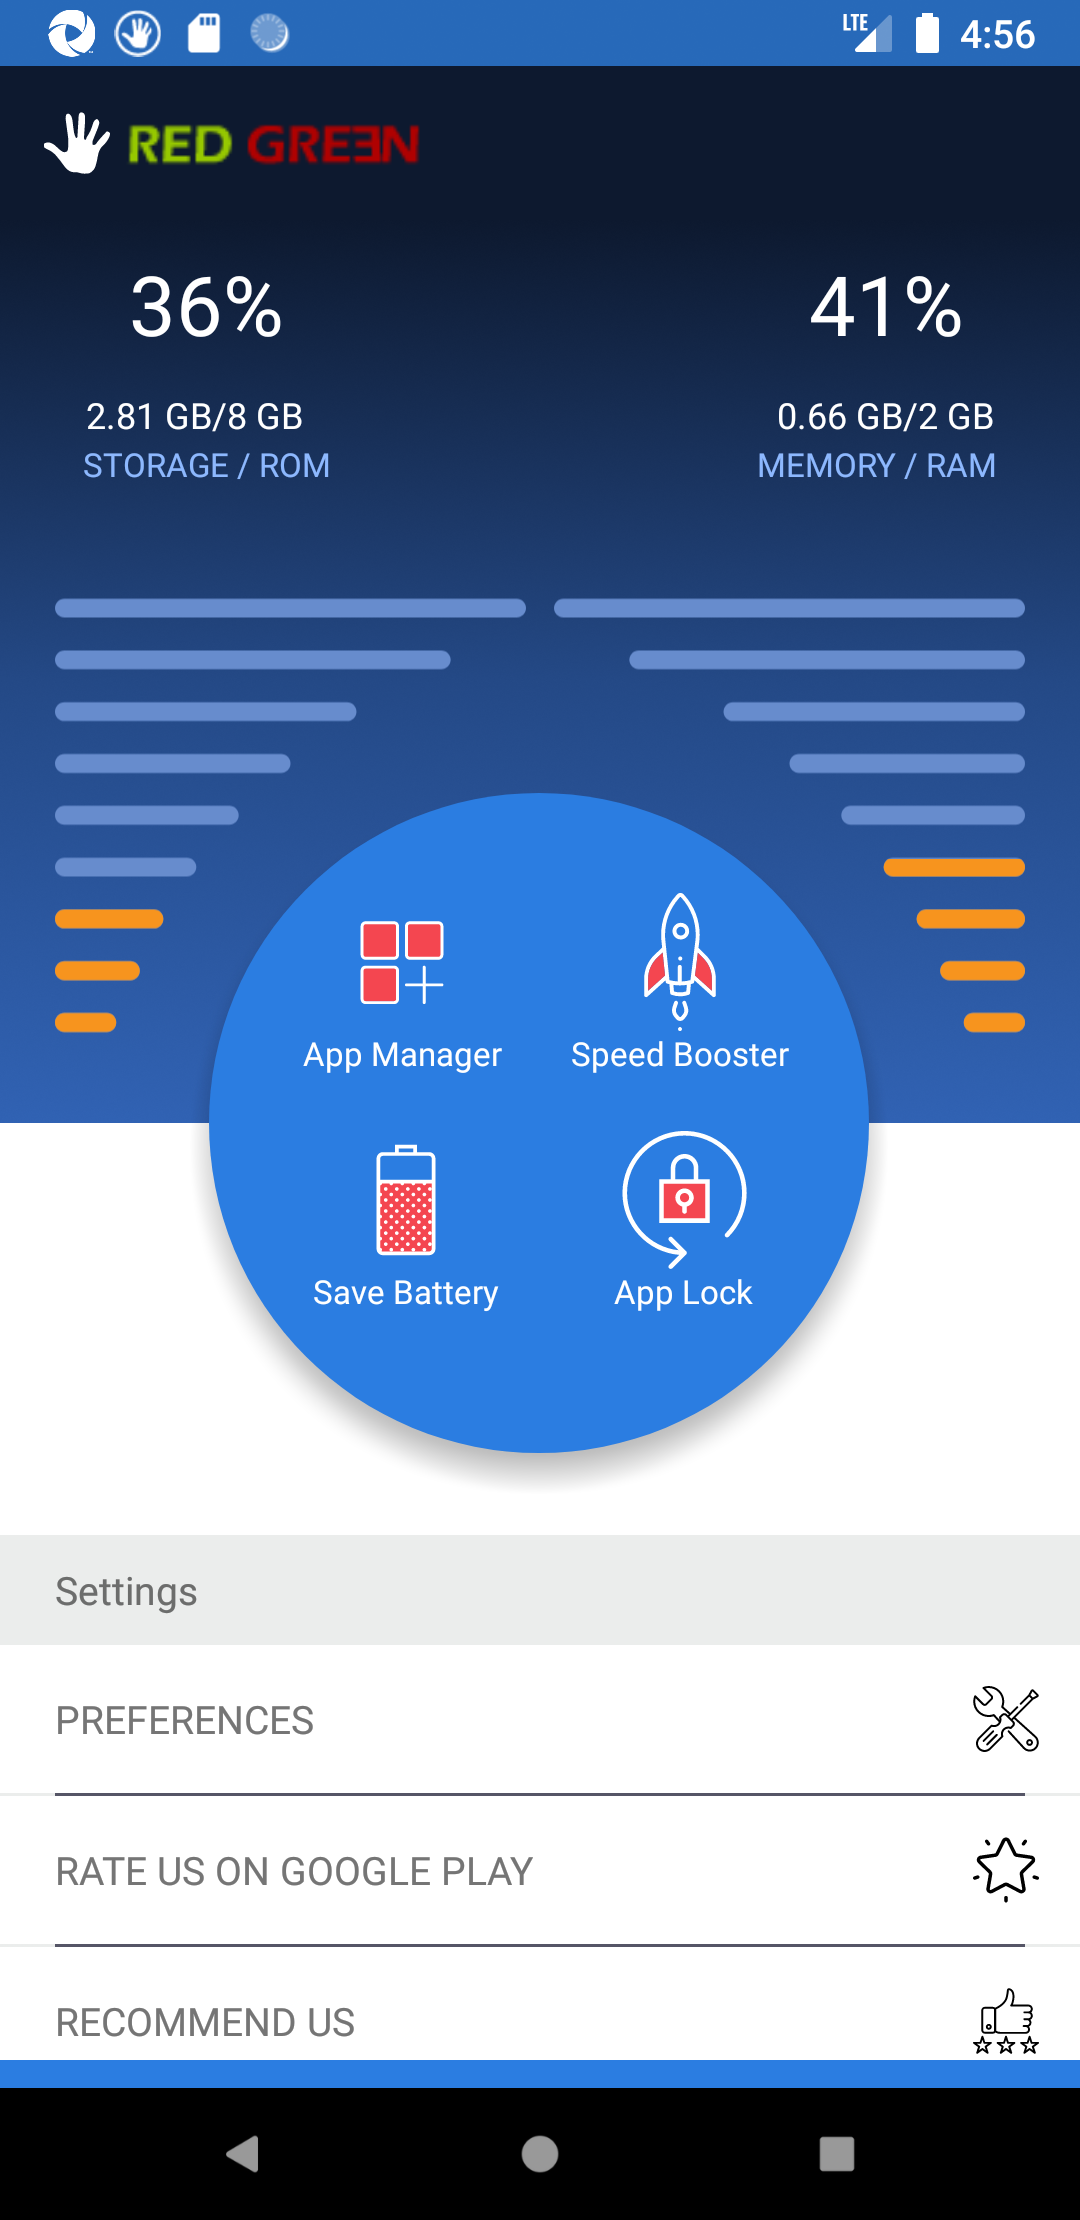 LTE 4:56
RED GREEN
36% 41%
2.81 GB/8 GB 0.66 GB/2 GB
STORAGE / ROM MEMORY / RAM
App Manager Speed Booster
Save Battery App Lock
Settings
PREFERENCES
RATE US ON GOOGLE PLAY
RECOMMEND US